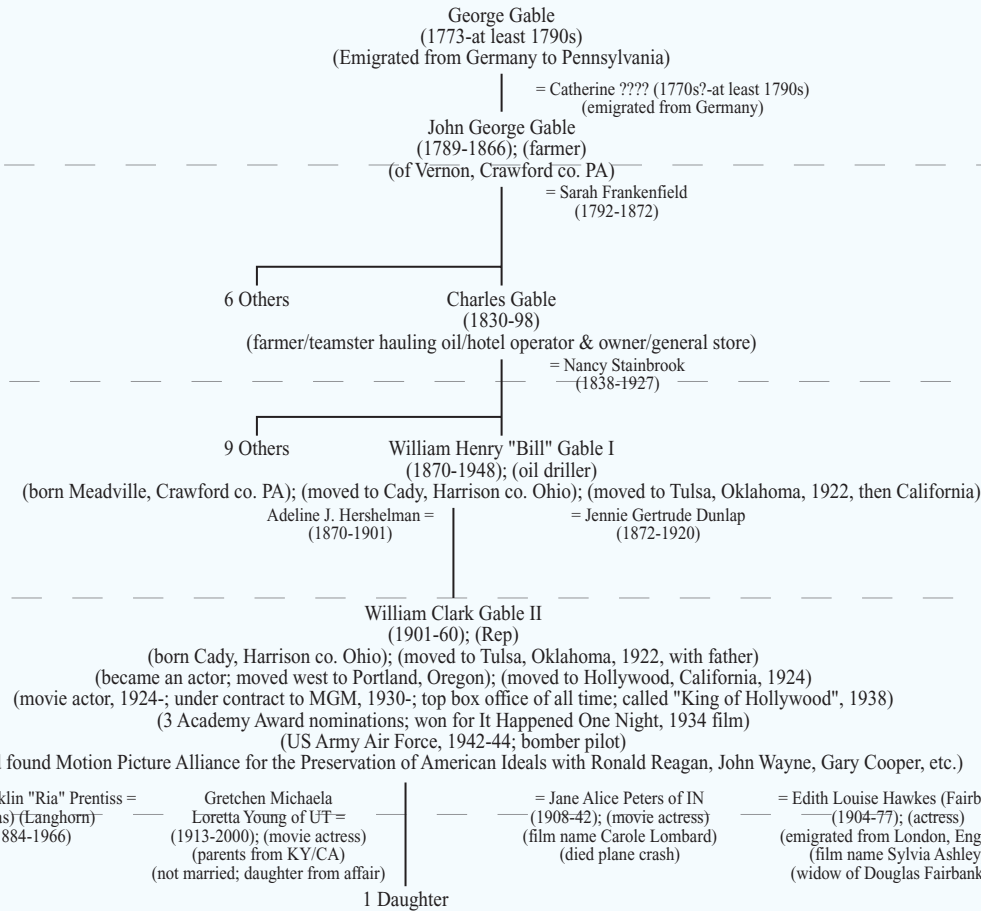 George Gable
(1773-at least 1790s)
(Emigrated from Germany to Pennsylvania)
= Catherine ???? (1770s?-at least 1790s)
(emigrated from Germany)
John George Gable
(1789-1866); (farmer)
(of Vernon, Crawford co. PA)
= Sarah Frankenfield
(1792-1872)
6 Others
Charles Gable
(1830-98)
(farmer/teamster hauling oil/hotel operator & owner/general store)
= Nancy Stainbrook
(1838-1927)
9 Others
William Henry "Bill" Gable I
(1870-1948); (oil driller)
(born Meadville, Crawford co. PA); (moved to Cady, Harrison co. Ohio); (moved to Tulsa, Oklahoma, 1922, then California)
Adeline J. Hershelman =
(1870-1901)
= Jennie Gertrude Dunlap
(1872-1920)
William Clark Gable II
(1901-60); (Rep)
(born Cady, Harrison co. Ohio); (moved to Tulsa, Oklahoma, 1922, with father)
(became an actor; moved west to Portland, Oregon); (moved to Hollywood, California, 1924)
(movie actor, 1924-; under contract to MGM, 1930-; top box office of all time; called "King of Hollywood", 1938)
(3 Academy Award nominations; won for It Happened One Night, 1934 film)
(US Army Air Force, 1942-44; bomber pilot)
found Motion Picture Alliance for the Preservation of American Ideals with Ronald Reagan, John Wayne, Gary Cooper, etc.)
klin "Ria" Prentiss =
as) (Langhorn)
884-1966)
Gretchen Michaela
Loretta Young of UT =
(1913-2000); (movie actress)
(parents from KY/CA)
(not married; daughter from affair)
= Jane Alice Peters of IN
(1908-42); (movie actress)
(film name Carole Lombard)
(died plane crash)
= Edith Louise Hawkes (Fairb
(1904-77); (actress)
(emigrated from London, Eng
(film name Sylvia Ashley
(widow of Douglas Fairbank
1 Daughter